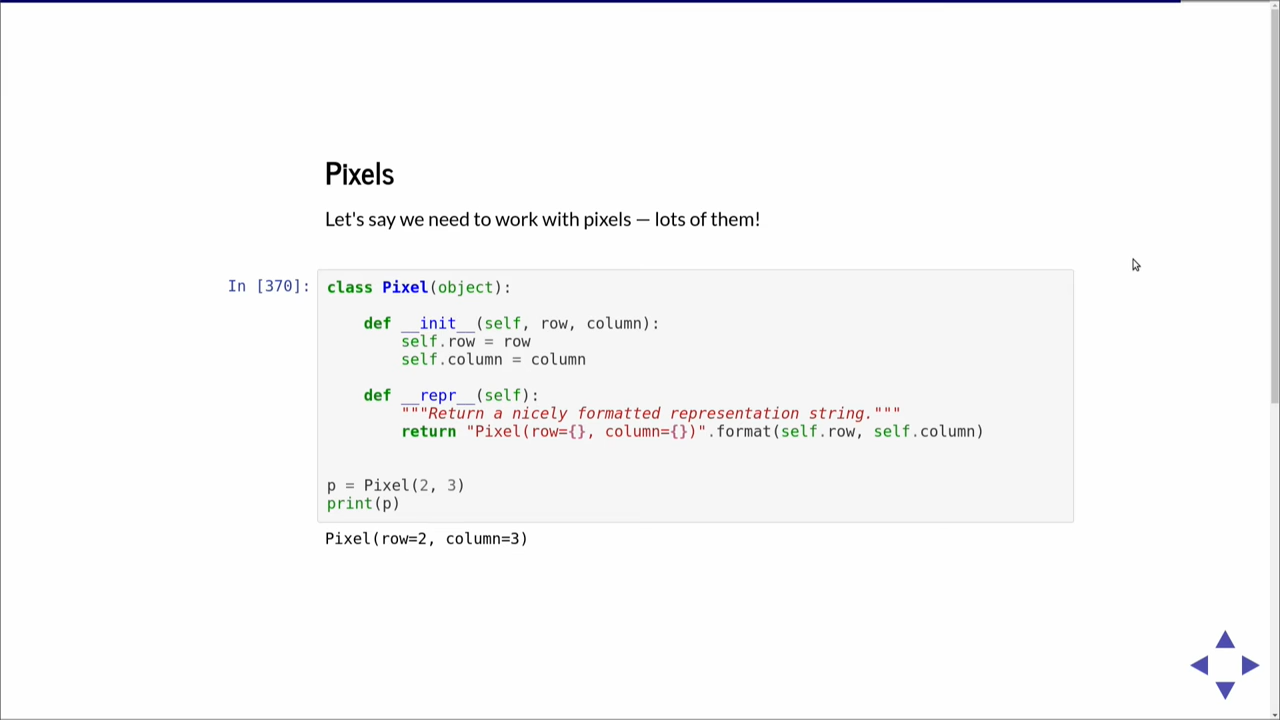 Pixels
Let's say we need to work with pixels — lots of them!
In [370]:
class Pixel(object):
    def __init__(self, row, column):
        self.row = row
        self.column = column
    def __repr__(self):
        """Return a nicely formatted representation string."""
        return "Pixel(row={}, column={})".format(self.row, self.column)
p = Pixel(2, 3)
print(p)
Pixel(row=2, column=3)